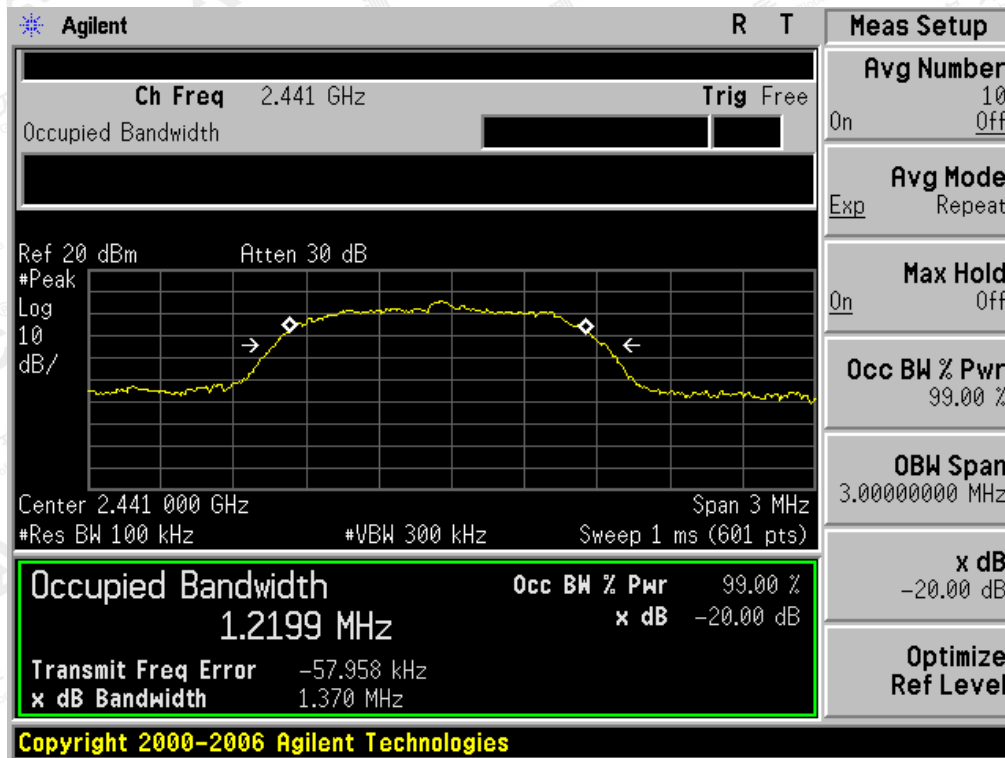 Agilent R T
Ch Freq 2.441 GHz Trig Free
Occupied Bandwidth
Ref 20 dBm Atten 30 dB
#Peak
Log
10
dB/
Center 2.441 000 GHz Span 3 MHz
#Res BW 100 kHz #VBW 300 kHz Sweep 1 ms (601 pts)
Occupied Bandwidth Occ BW % Pwr 99.00 %
1.2199 MHz x dB -20.00 dB
Transmit Freq Error -57.958 kHz
x dB Bandwidth 1.370 MHz
Copyright 2000-2006 Agilent Technologies
Meas Setup
Avg Number
10
On Off
Avg Mode
Exp Repeat
Max Hold
On Off
Occ BW % Pwr
99.00 %
OBW Span
3.00000000 MHz
x dB
-20.00 dB
Optimize
Ref Level